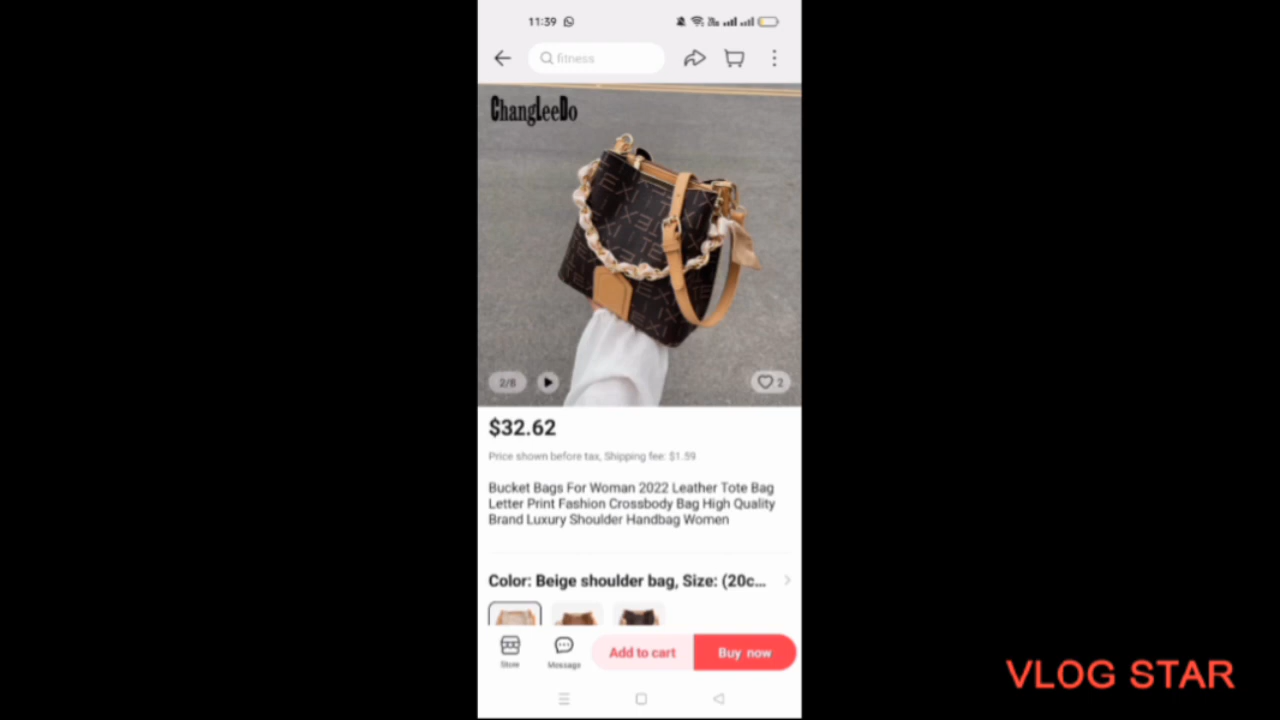 11:39
fitness
ChangLeeDo
2/8
2
$32.62
Price shown before tax, Shipping fee: $1.59
Bucket Bags For Woman 2022 Leather Tote Bag
Letter Print Fashion Crossbody Bag High Quality
Brand Luxury Shoulder Handbag Women
Color: Beige shoulder bag, Size: (20c...
Store
Message
Add to cart
Buy now
VLOG STAR